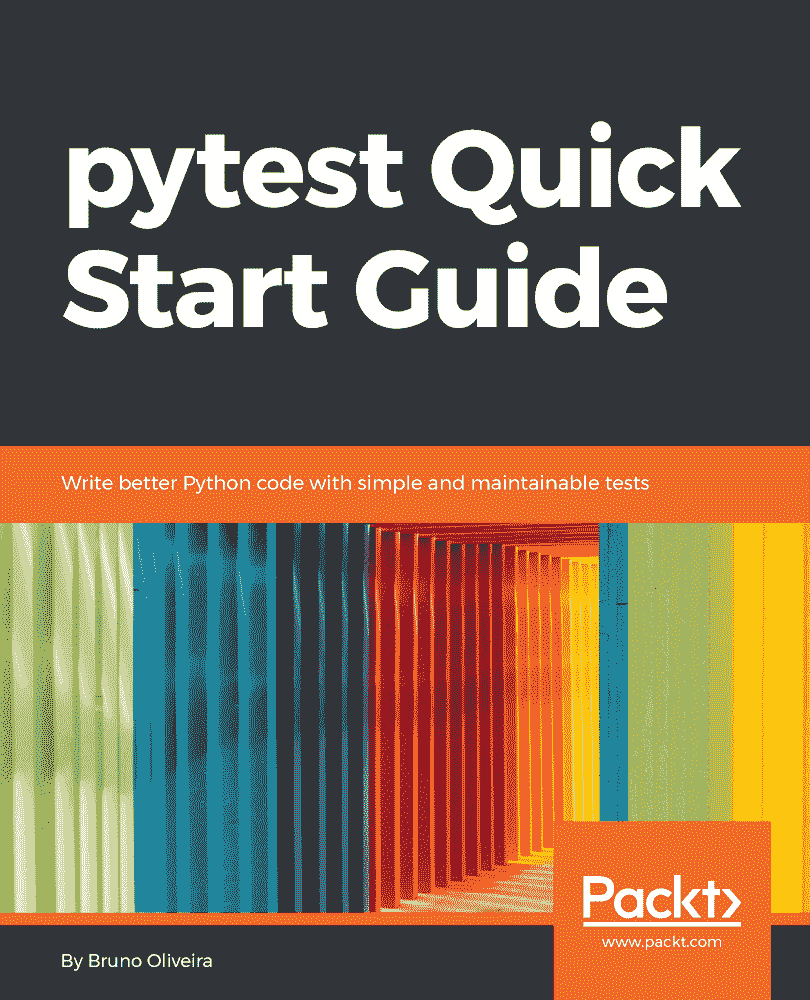 pytest Quick
Start Guide
Write better Python code with simple and maintainable tests
Packt>
www.packt.com
By Bruno Oliveira